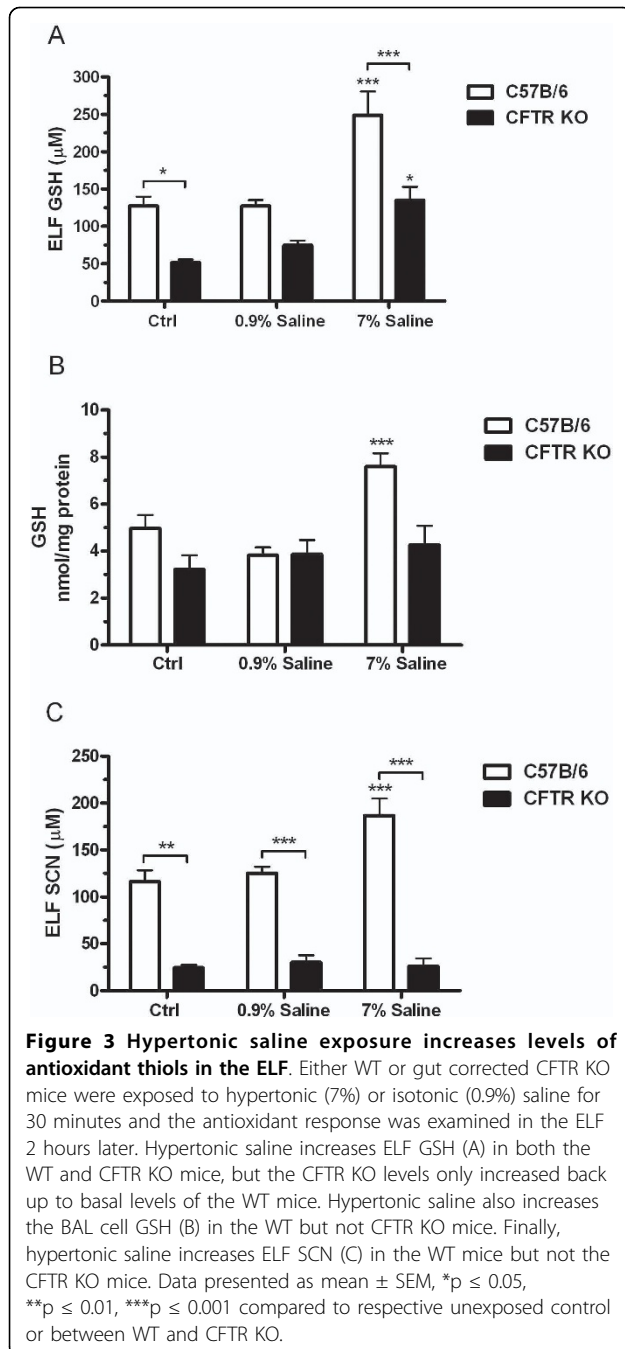 A
ELF GSH (µM)
300
250
200
150
100
50
0
*
***
***
*
C57B/6
CFTR KO
Ctrl 0.9% Saline 7% Saline
B
GSH
nmol/mg protein
10
8
6
4
2
0
***
C57B/6
CFTR KO
Ctrl 0.9% Saline 7% Saline
C
ELF SCN (µM)
250
200
150
100
50
0
**
***
***
***
C57B/6
CFTR KO
Ctrl 0.9% Saline 7% Saline
Figure 3 Hypertonic saline exposure increases levels of
antioxidant thiols in the ELF. Either WT or gut corrected CFTR KO
mice were exposed to hypertonic (7%) or isotonic (0.9%) saline for
30 minutes and the antioxidant response was examined in the ELF
2 hours later. Hypertonic saline increases ELF GSH (A) in both the
WT and CFTR KO mice, but the CFTR KO levels only increased back
up to basal levels of the WT mice. Hypertonic saline also increases
the BAL cell GSH (B) in the WT but not CFTR KO mice. Finally,
hypertonic saline increases ELF SCN (C) in the WT mice but not the
CFTR KO mice. Data presented as mean ± SEM, *p ≤ 0.05,
**p ≤ 0.01, ***p ≤ 0.001 compared to respective unexposed control
or between WT and CFTR KO.